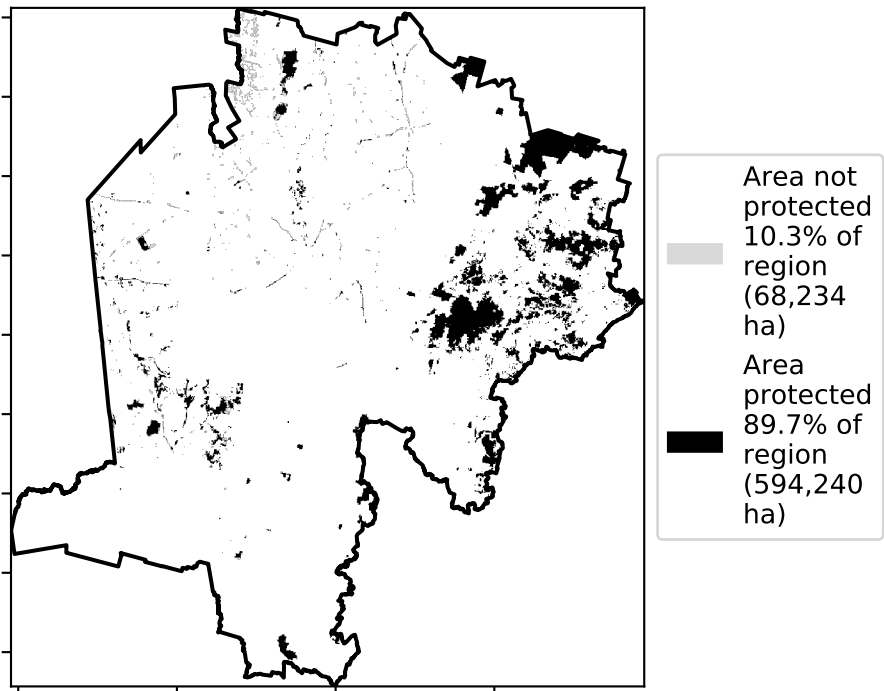 Area not
protected
10.3% of
region
(68,234
ha)
Area
protected
89.7% of
region
(594,240
ha)